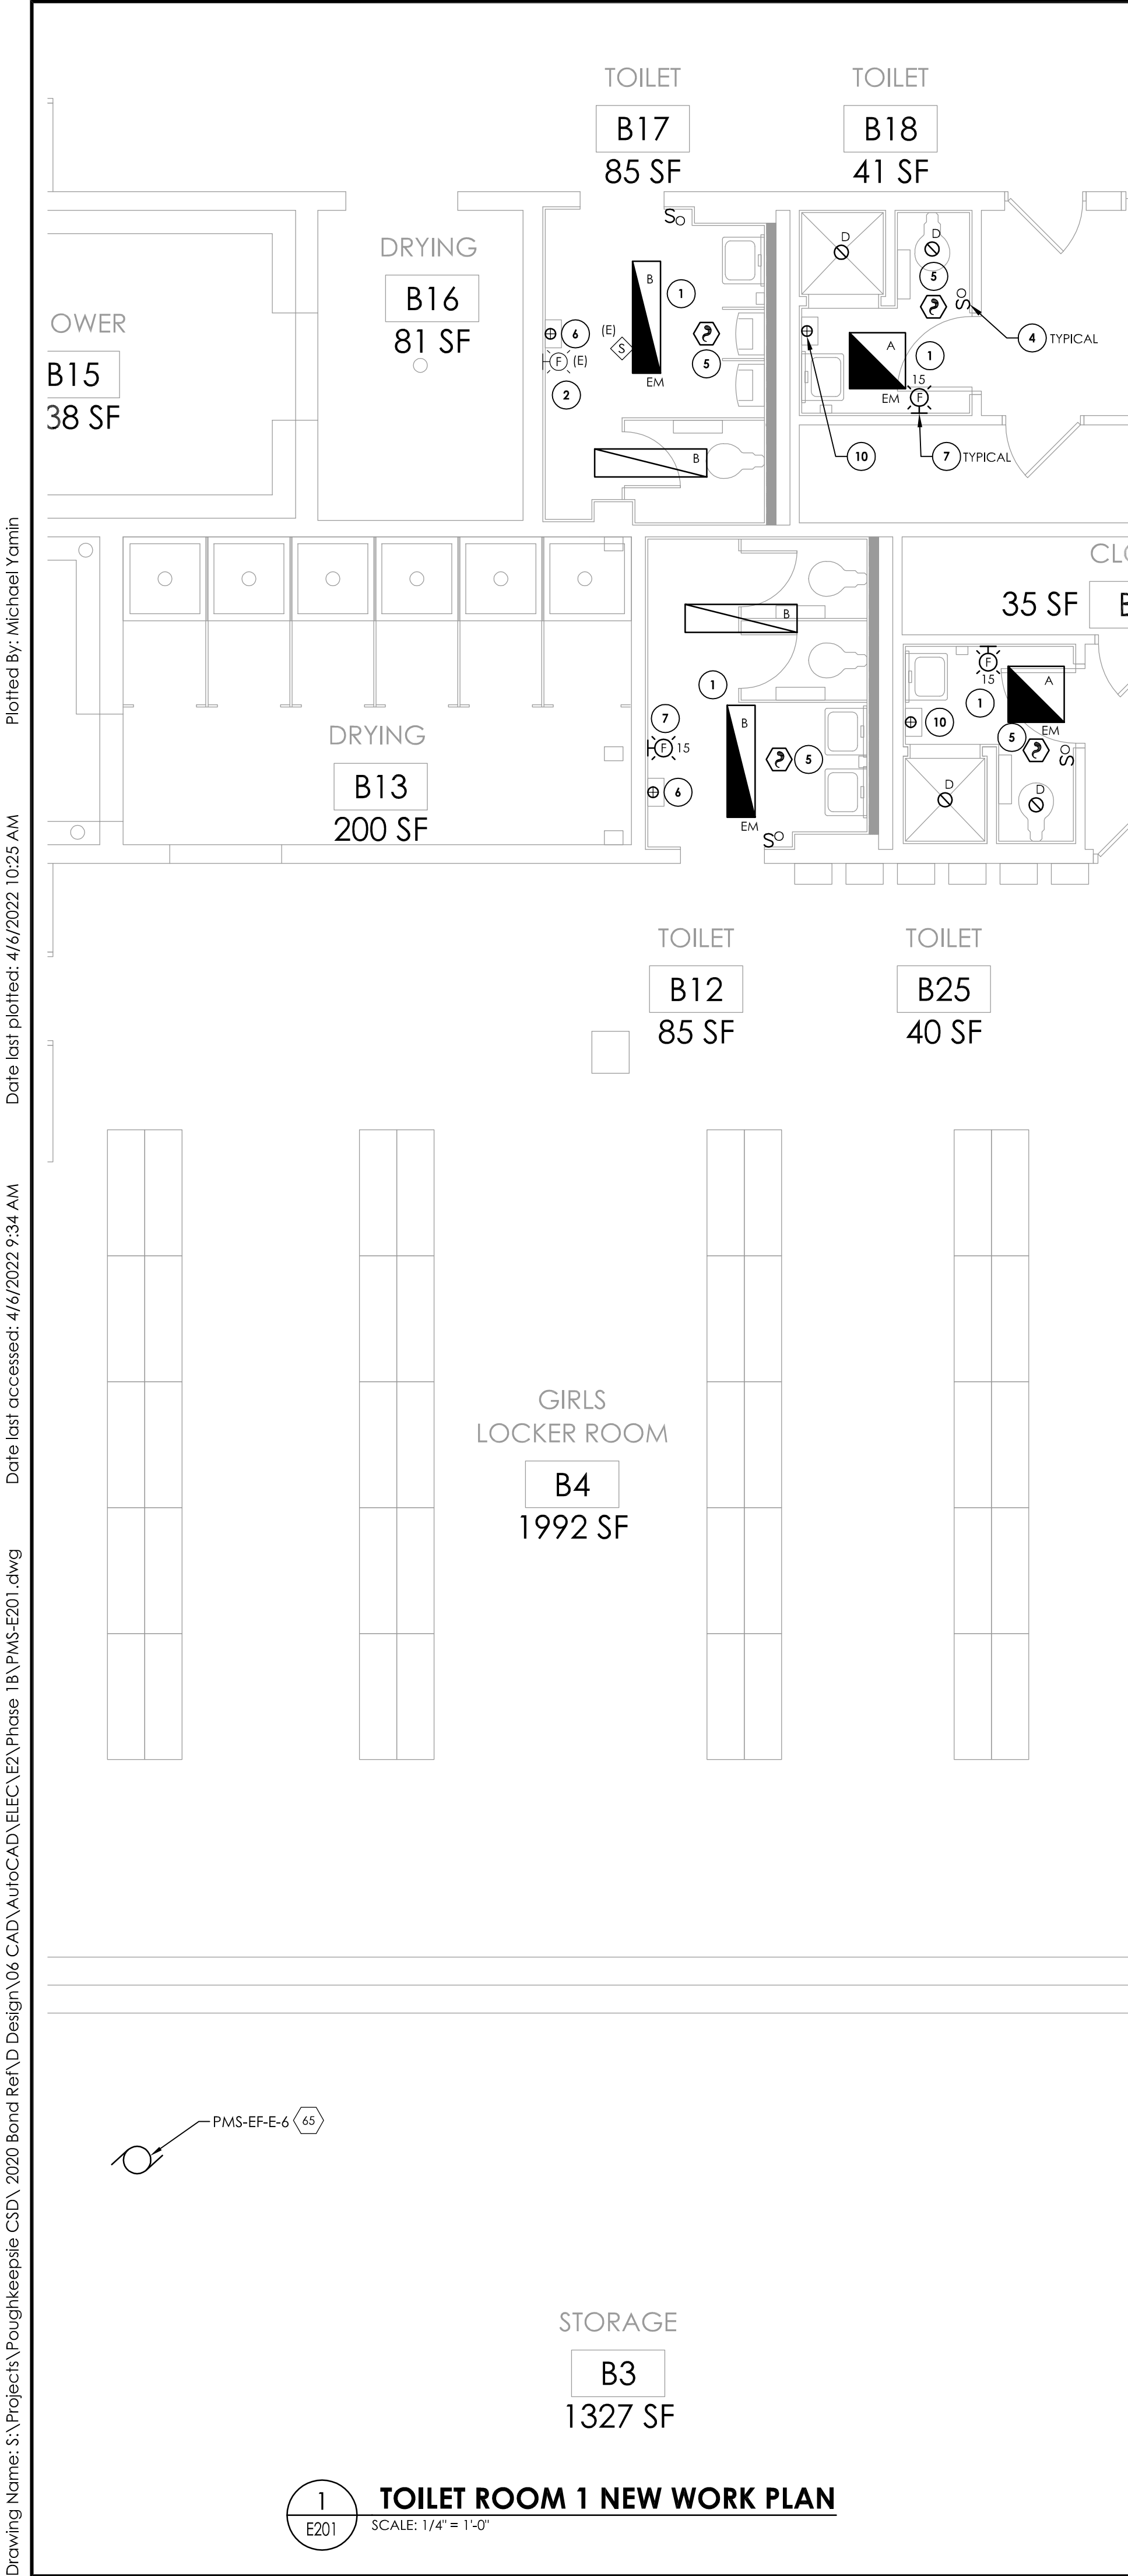 TOILET
B17
85 SF
TOILET
B18
41 SF
DRYING
B16
81 SF
OWER
B15
38 SF
S
B
1
6
(E)
S
F (E)
2
5
EM
B
D
D
5
S
4 TYPICAL
A
1
15
EM
F
10
7 TYPICAL
CLO
35 SF
B
1
7
F 15
6
B
B
5
EM
S
F
15
A
1
10
EM
5
S
D
D
DRYING
B13
200 SF
TOILET
B12
85 SF
TOILET
B25
40 SF
GIRLS
LOCKER ROOM
B4
1992 SF
PMS-EF-E-6 65
STORAGE
B3
1327 SF
1
E201
TOILET ROOM 1 NEW WORK PLAN
SCALE: 1/4" = 1'-0"
Drawing Name: S:\Projects\Poughkeepsie CSD\ 2020 Bond Ref\D Design\06 CAD\AutoCAD\ELEC\E2\Phase 1B\PMS-E201.dwg
Date last accessed: 4/6/2022 9:34 AM
Date last plotted: 4/6/2022 10:25 AM
Plotted By: Michael Yamin